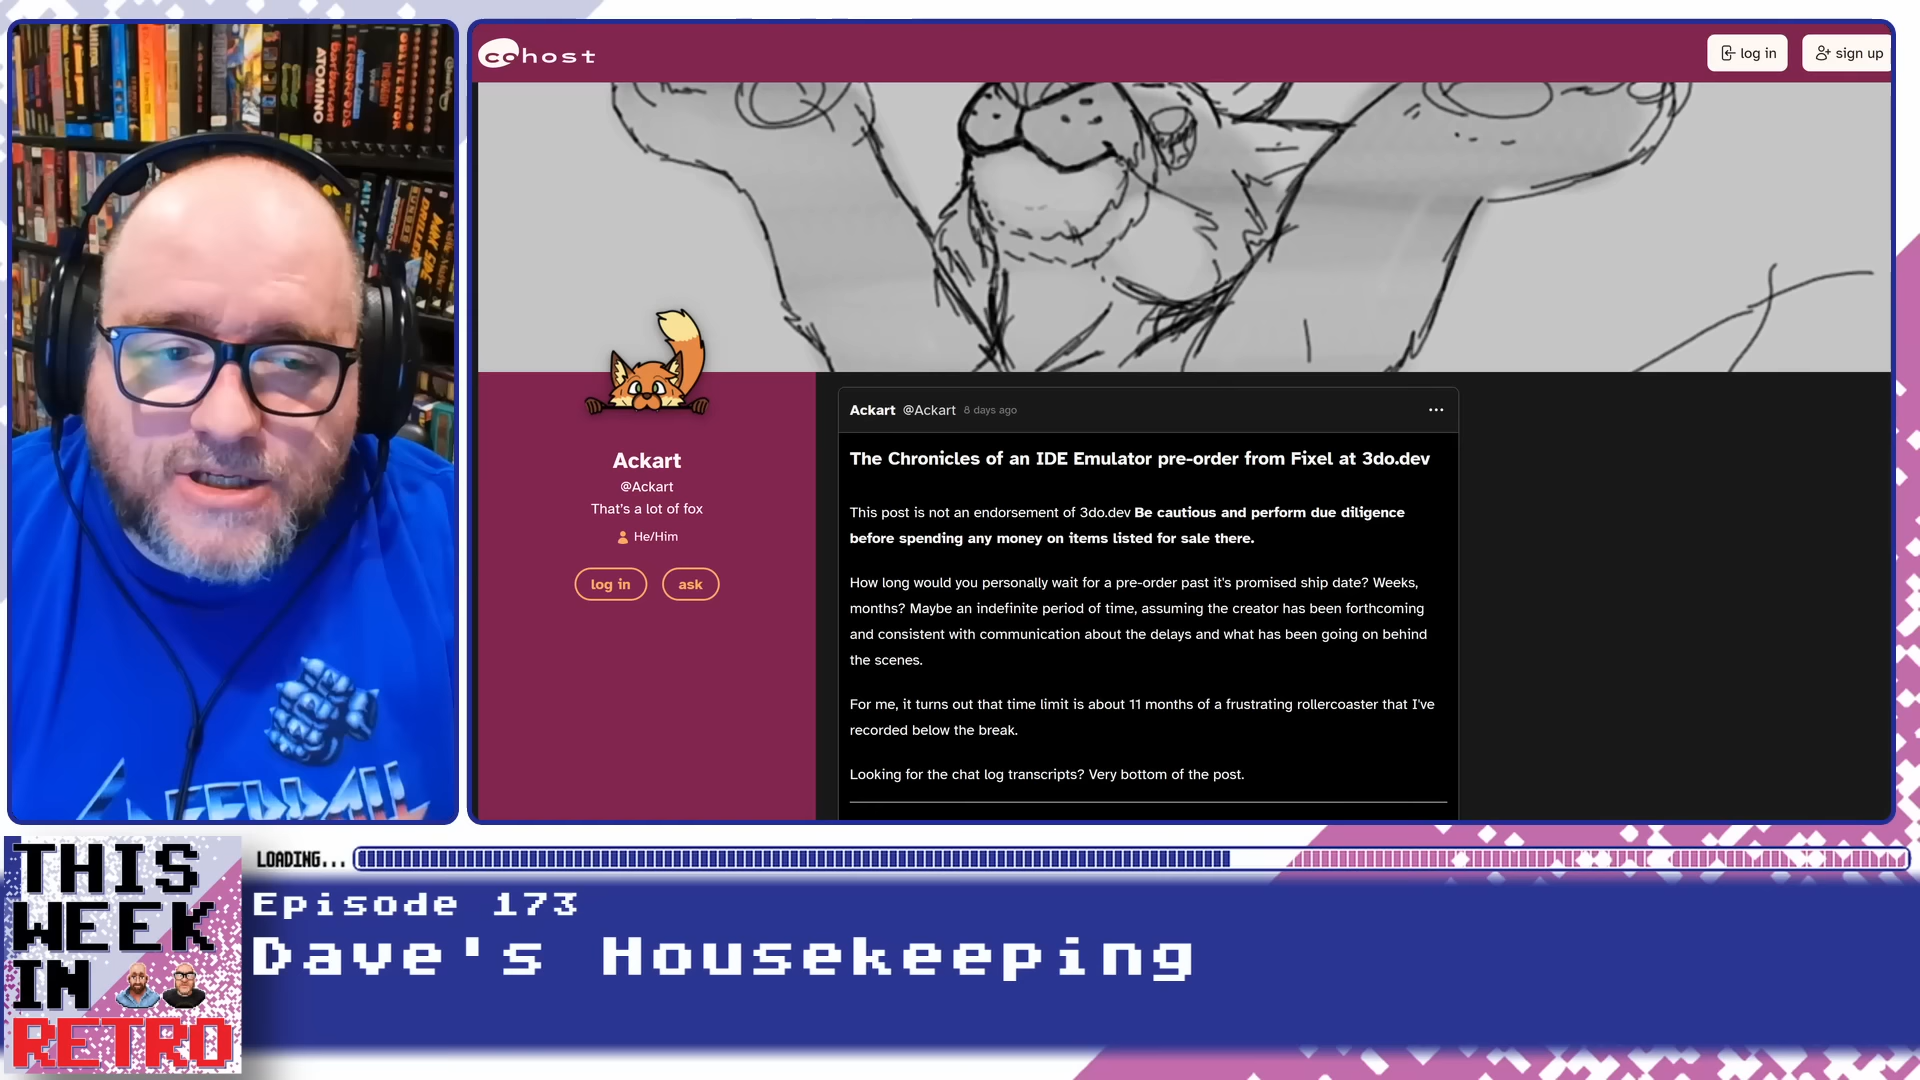 ATOMINO
OBLITERATOR
cohost
log in
sign up
Ackart
@Ackart
That's a lot of fox
He/Him
log in
ask
Ackart @Ackart 8 days ago
The Chronicles of an IDE Emulator pre-order from Fixel at 3do.dev
This post is not an endorsement of 3do.dev Be cautious and perform due diligence
before spending any money on items listed for sale there.
How long would you personally wait for a pre-order past it's promised ship date? Weeks,
months? Maybe an indefinite period of time, assuming the creator has been forthcoming
and consistent with communication about the delays and what has been going on behind
the scenes.
For me, it turns out that time limit is about 11 months of a frustrating rollercoaster that I've
recorded below the break.
Looking for the chat log transcripts? Very bottom of the post.
LOADING...
THIS
WEEK
IN
RETRO
Episode 173
Dave's Housekeeping